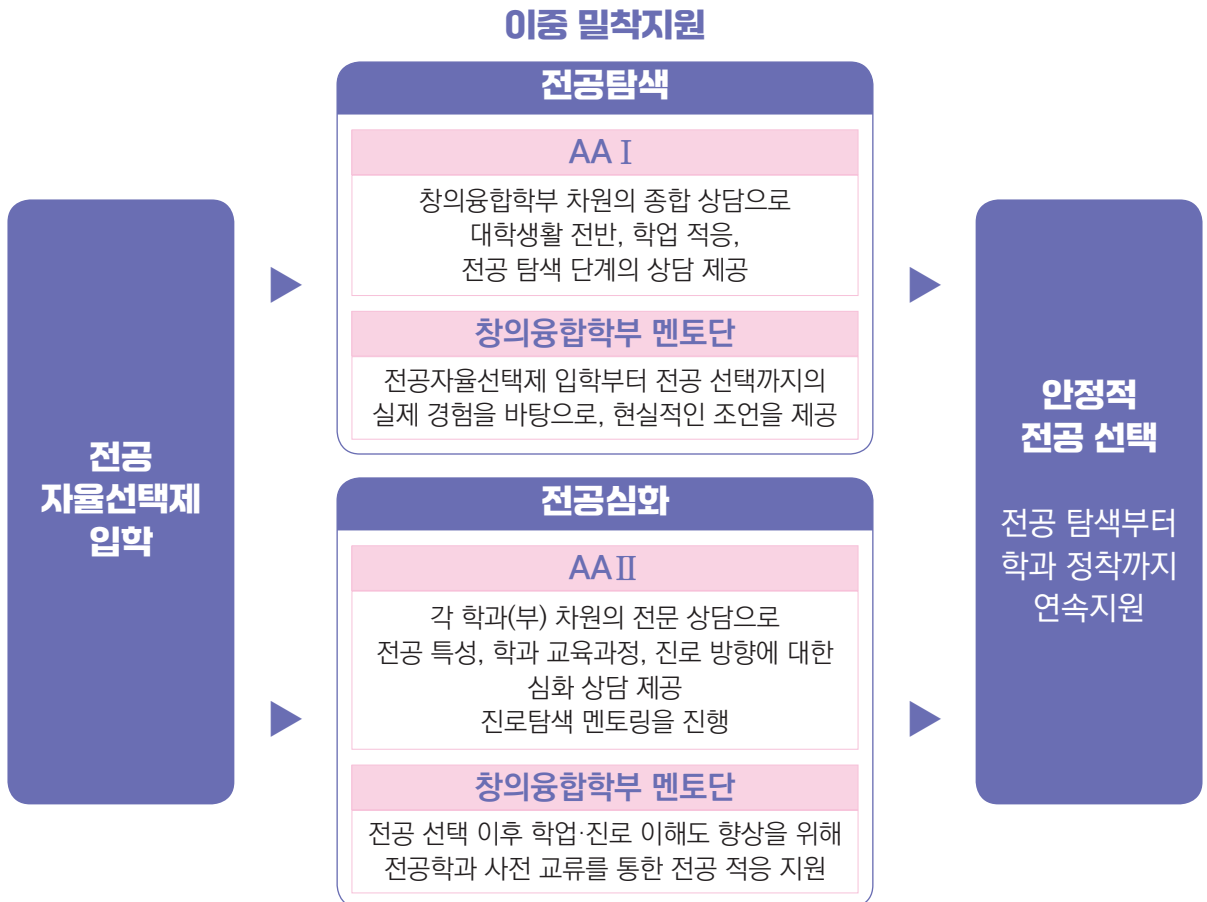 이중 밀착지원
전공
자율선택제
입학
전공탐색
AA Ⅰ
창의융합학부 차원의 종합 상담으로
대학생활 전반, 학업 적응,
전공 탐색 단계의 상담 제공
창의융합학부 멘토단
전공자율선택제 입학부터 전공 선택까지의
실제 경험을 바탕으로, 현실적인 조언을 제공
전공심화
AA Ⅱ
각 학과(부) 차원의 전문 상담으로
전공 특성, 학과 교육과정, 진로 방향에 대한
심화 상담 제공
진로탐색 멘토링을 진행
창의융합학부 멘토단
전공 선택 이후 학업·진로 이해도 향상을 위해
전공학과 사전 교류를 통한 전공 적응 지원
안정적
전공 선택
전공 탐색부터
학과 정착까지
연속지원